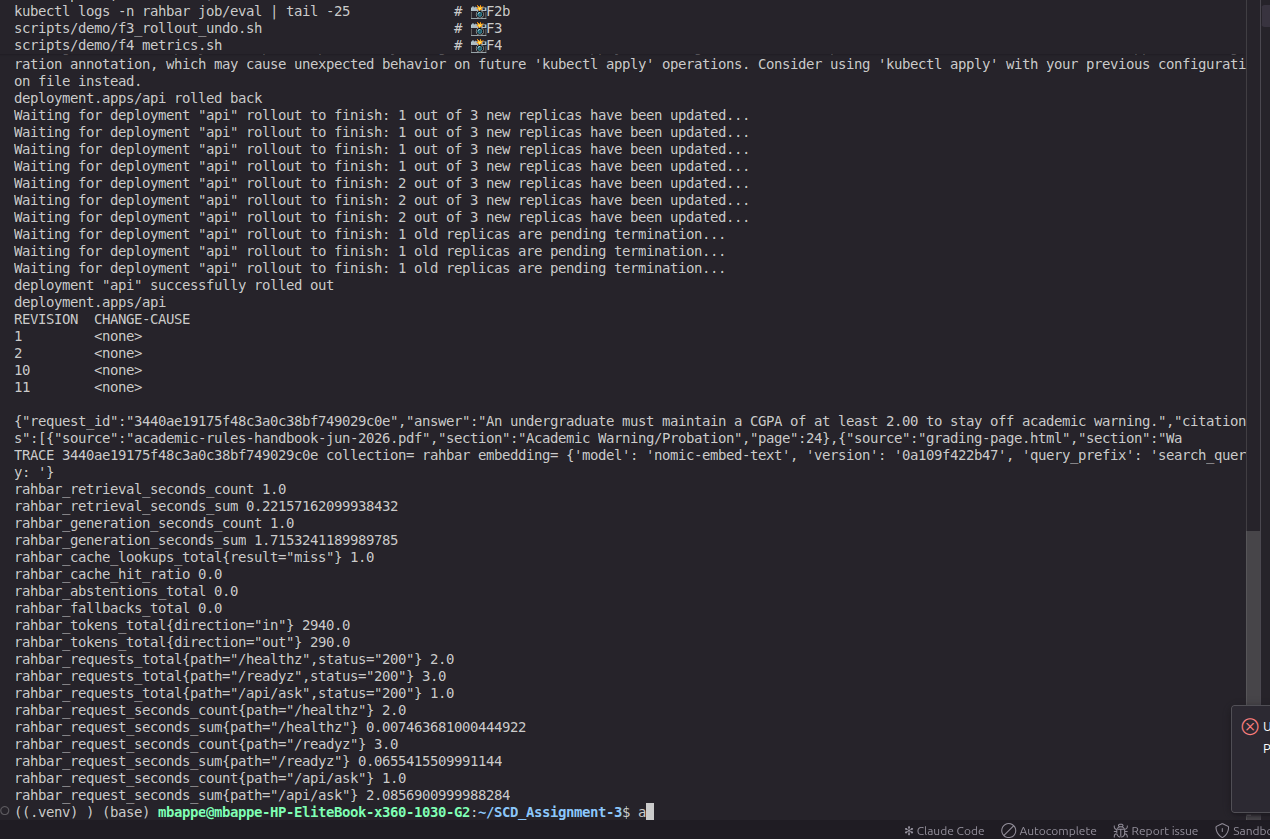 kubectl logs -n rahbar job/eval | tail -25             # 📸F2b
scripts/demo/f3_rollout_undo.sh                        # 📸F3
scripts/demo/f4_metrics.sh                             # 📸F4
ration annotation, which may cause unexpected behavior on future 'kubectl apply' operations. Consider using 'kubectl apply' with your previous configurati
on file instead.
deployment.apps/api rolled back
Waiting for deployment "api" rollout to finish: 1 out of 3 new replicas have been updated...
Waiting for deployment "api" rollout to finish: 1 out of 3 new replicas have been updated...
Waiting for deployment "api" rollout to finish: 1 out of 3 new replicas have been updated...
Waiting for deployment "api" rollout to finish: 1 out of 3 new replicas have been updated...
Waiting for deployment "api" rollout to finish: 2 out of 3 new replicas have been updated...
Waiting for deployment "api" rollout to finish: 2 out of 3 new replicas have been updated...
Waiting for deployment "api" rollout to finish: 2 out of 3 new replicas have been updated...
Waiting for deployment "api" rollout to finish: 1 old replicas are pending termination...
Waiting for deployment "api" rollout to finish: 1 old replicas are pending termination...
Waiting for deployment "api" rollout to finish: 1 old replicas are pending termination...
deployment "api" successfully rolled out
deployment.apps/api
REVISION  CHANGE-CAUSE
1         <none>
2         <none>
10        <none>
11        <none>
{"request_id":"3440ae19175f48c3a0c38bf749029c0e","answer":"An undergraduate must maintain a CGPA of at least 2.00 to stay off academic warning.","citation
s":[{"source":"academic-rules-handbook-jun-2026.pdf","section":"Academic Warning/Probation","page":24},{"source":"grading-page.html","section":"Wa
TRACE 3440ae19175f48c3a0c38bf749029c0e collection= rahbar embedding= {'model': 'nomic-embed-text', 'version': '0a109f422b47', 'query_prefix': 'search_quer
y: '}
rahbar_retrieval_seconds_count 1.0
rahbar_retrieval_seconds_sum 0.22157162099938432
rahbar_generation_seconds_count 1.0
rahbar_generation_seconds_sum 1.7153241189989785
rahbar_cache_lookups_total{result="miss"} 1.0
rahbar_cache_hit_ratio 0.0
rahbar_abstentions_total 0.0
rahbar_fallbacks_total 0.0
rahbar_tokens_total{direction="in"} 2940.0
rahbar_tokens_total{direction="out"} 290.0
rahbar_requests_total{path="/healthz",status="200"} 2.0
rahbar_requests_total{path="/readyz",status="200"} 3.0
rahbar_requests_total{path="/api/ask",status="200"} 1.0
rahbar_request_seconds_count{path="/healthz"} 2.0
rahbar_request_seconds_sum{path="/healthz"} 0.007463681000444922
rahbar_request_seconds_count{path="/readyz"} 3.0
rahbar_request_seconds_sum{path="/readyz"} 0.0655415509991144
rahbar_request_seconds_count{path="/api/ask"} 1.0
rahbar_request_seconds_sum{path="/api/ask"} 2.0856900999988284
((.venv) ) (base) mbappe@mbappe-HP-EliteBook-x360-1030-G2:~/SCD_Assignment-3$ a
Claude Code  Autocomplete  Report issue